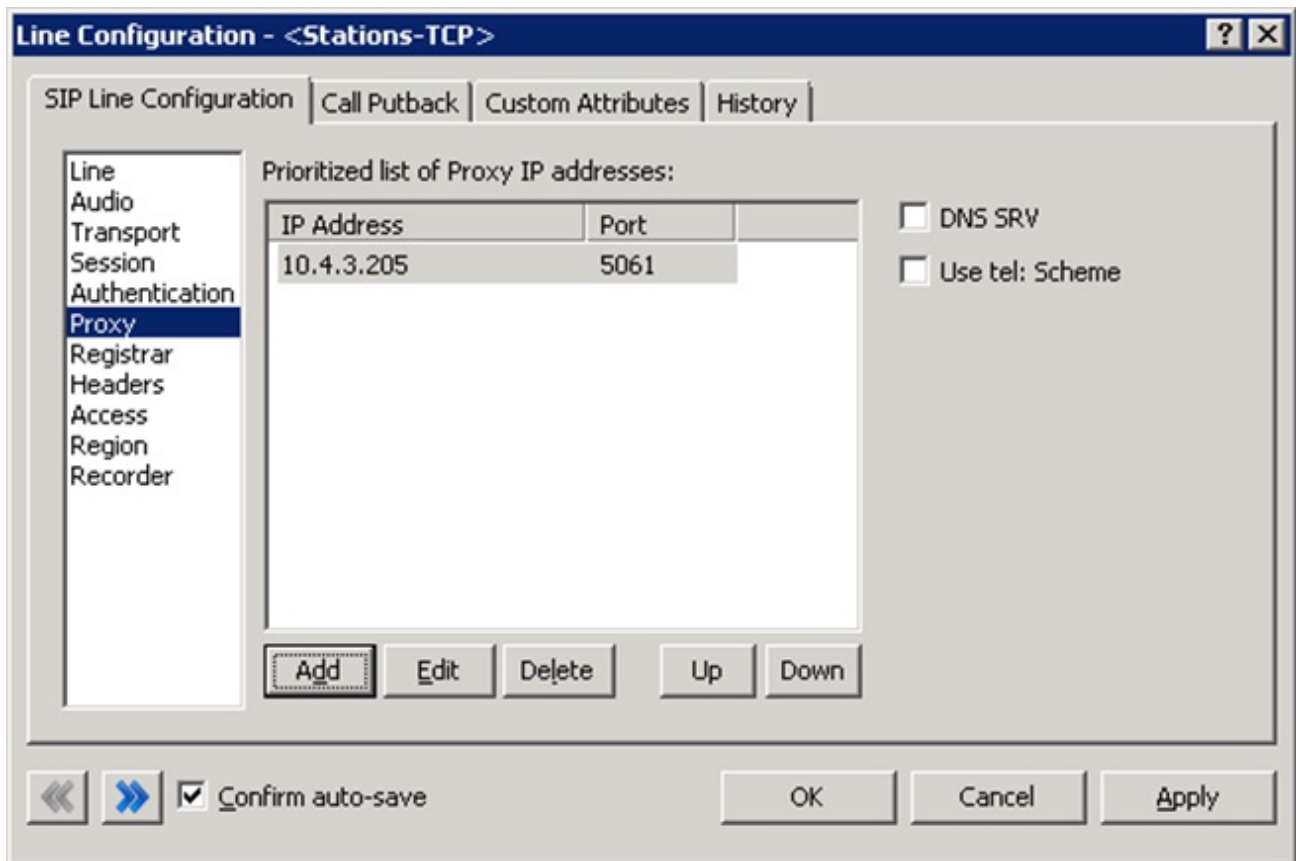 Line Configuration - <Stations-TCP>
?
SIP Line Configuration
Call Putback
Custom Attributes
History
Line
Audio
Transport
Session
Authentication
Proxy
Registrar
Headers
Access
Region
Recorder
Prioritized list of Proxy IP addresses:
IP Address Port
10.4.3.205 5061
DNS SRV
Use tel: Scheme
Add
Edit
Delete
Up
Down
Confirm auto-save
OK
Cancel
Apply